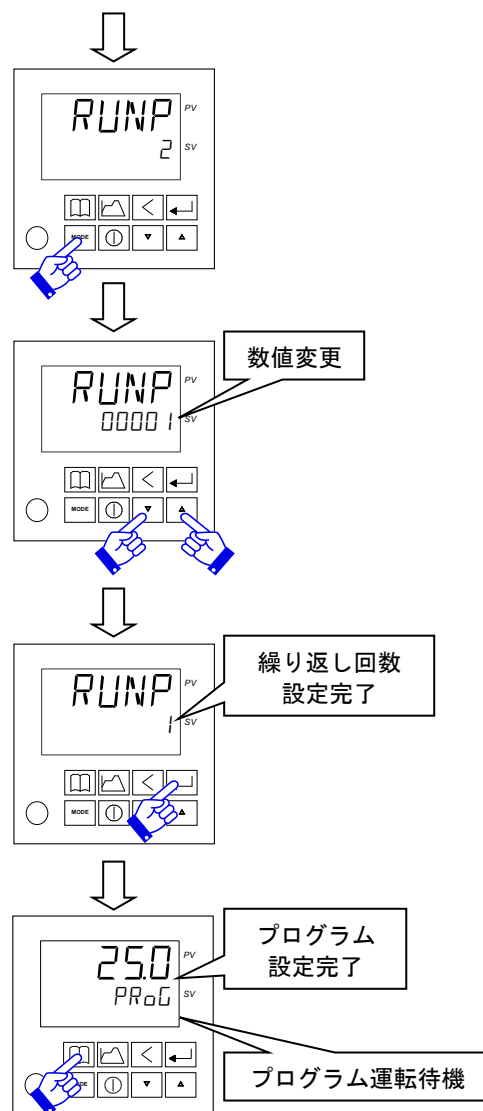 RUNP PV
2 SV
MODE
数値変更
RUNP PV
00001 SV
MODE
繰り返し回数
設定完了
RUNP PV
1 SV
MODE
プログラム
設定完了
25.0 PV
PRoG SV
プログラム運転待機